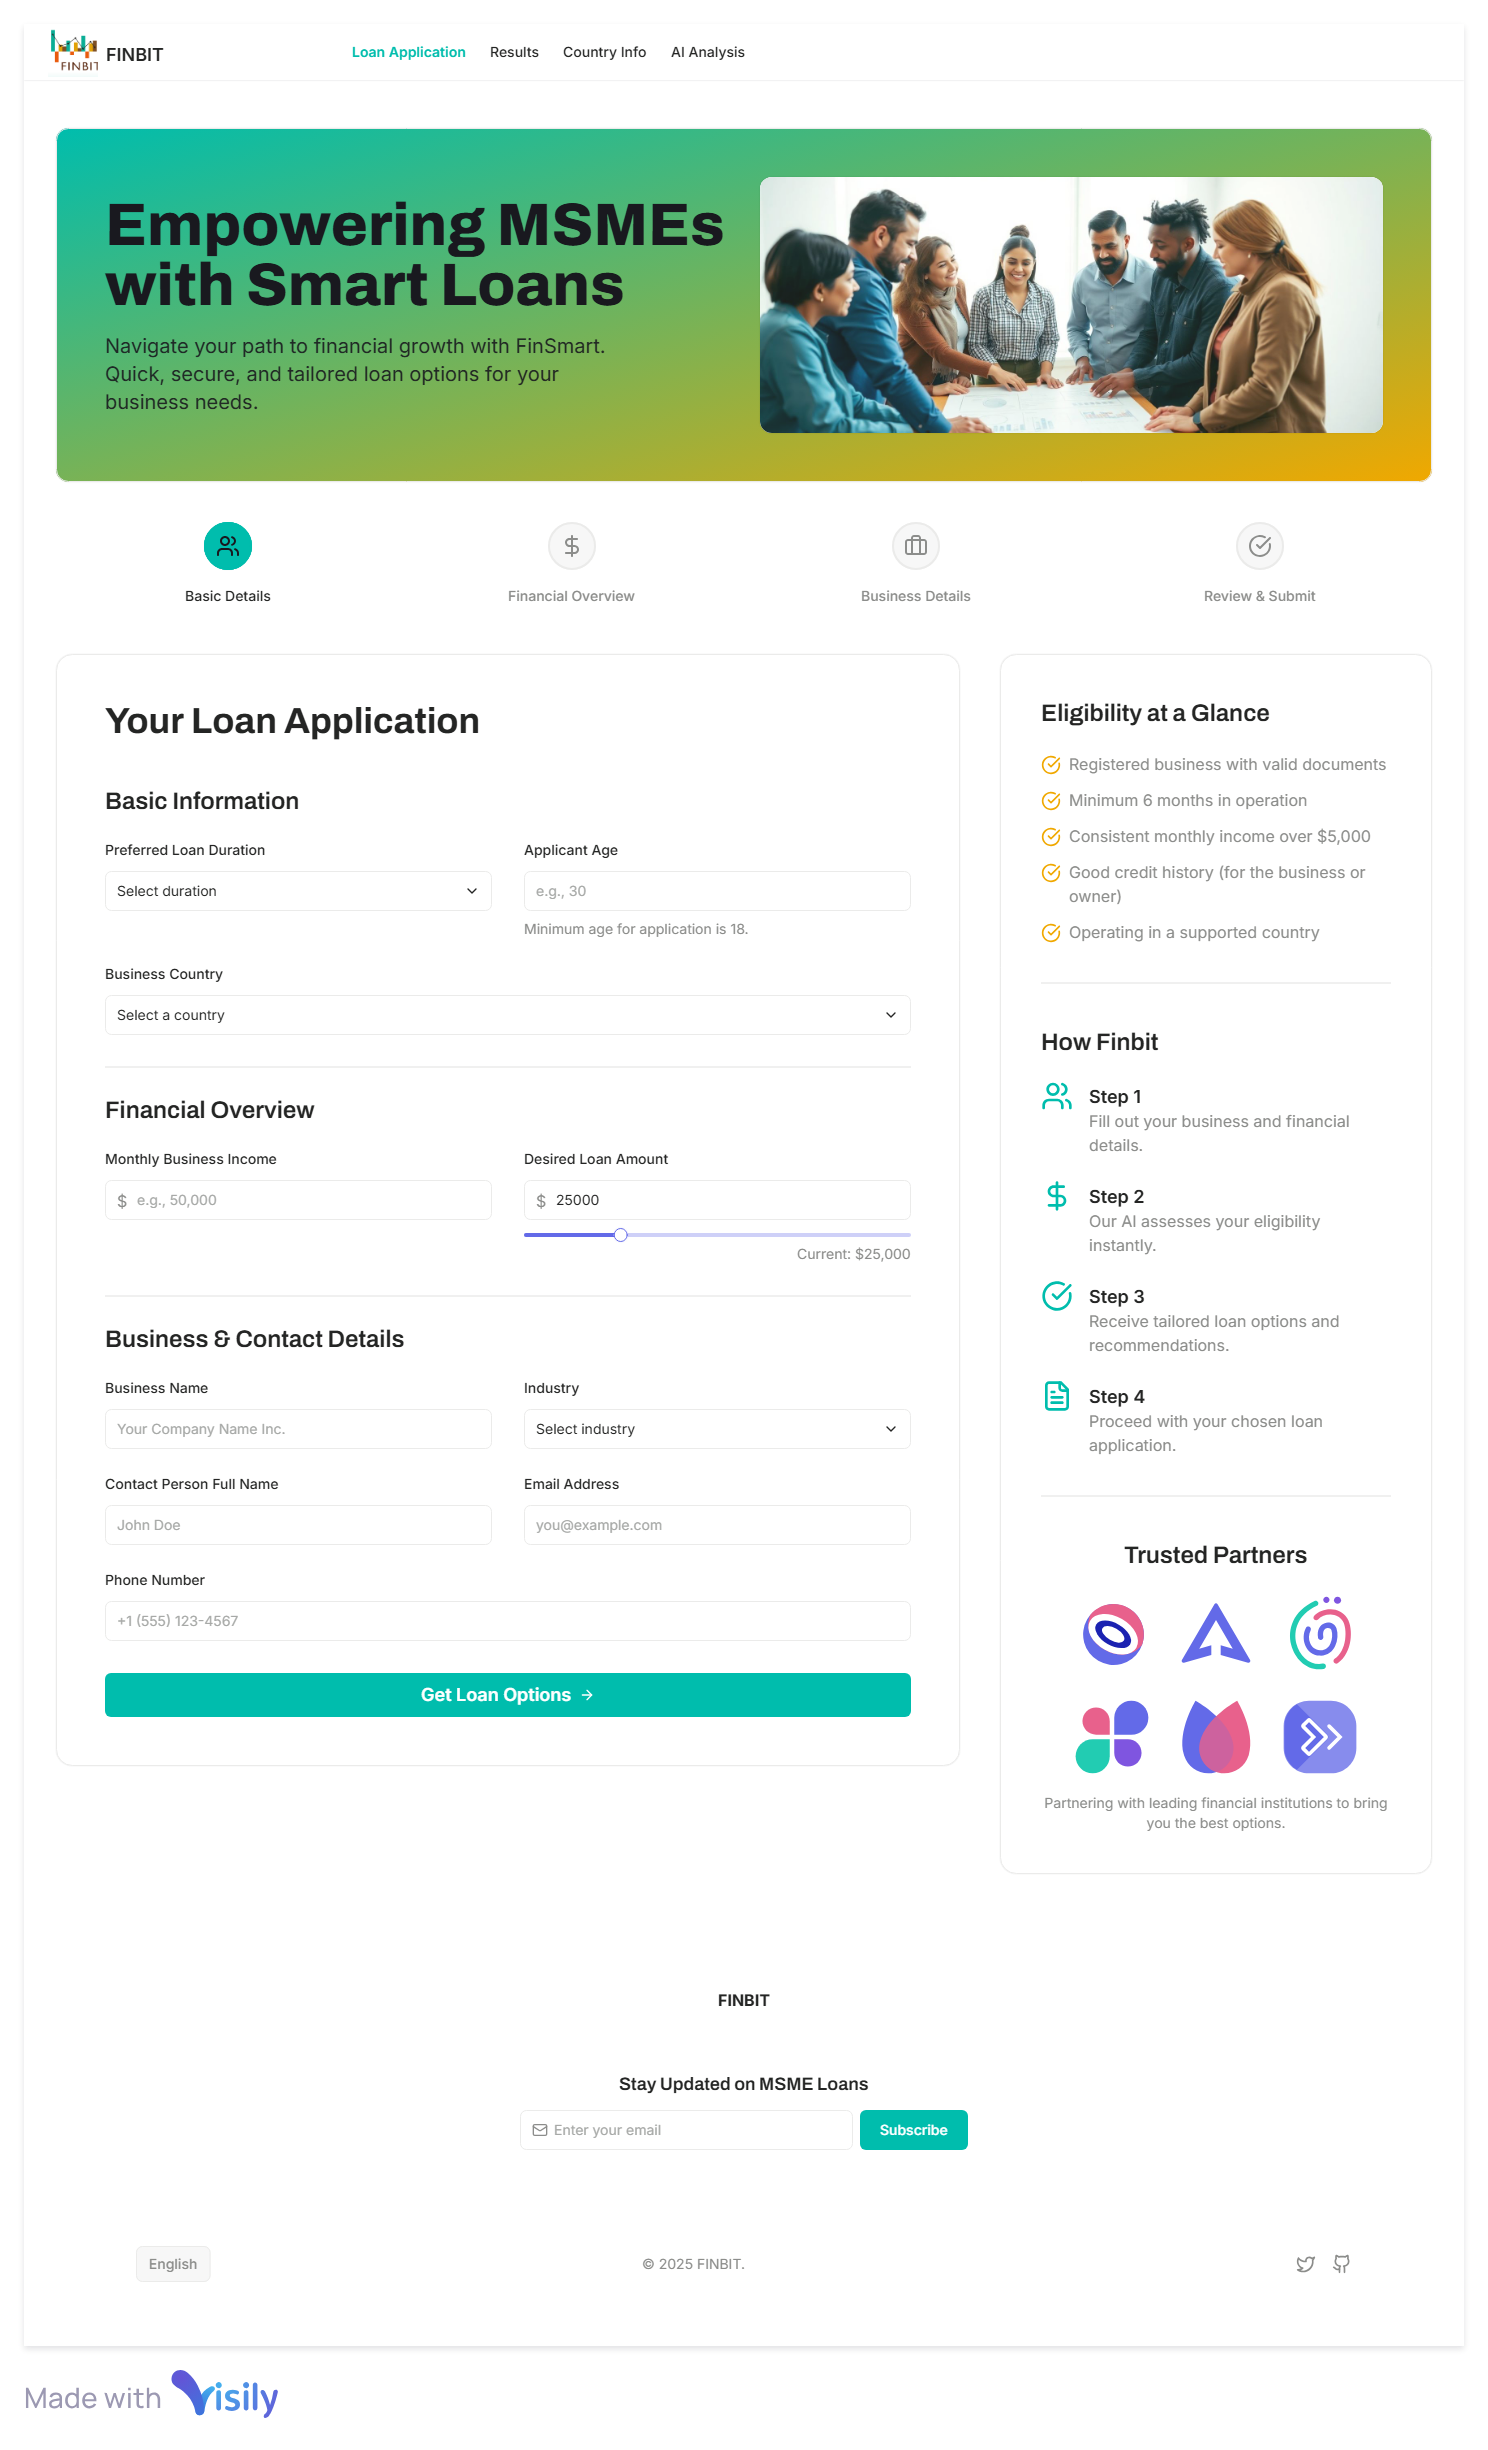 FINBIT
FINBIT
Loan Application
Results
Country Info
AI Analysis
Empowering MSMEs
with Smart Loans
Navigate your path to financial growth with FinSmart.
Quick, secure, and tailored loan options for your
business needs.
Basic Details
Financial Overview
Business Details
Review & Submit
Your Loan Application
Basic Information
Preferred Loan Duration
Select duration
Applicant Age
e.g., 30
Minimum age for application is 18.
Business Country
Select a country
Financial Overview
Monthly Business Income
$ e.g., 50,000
Desired Loan Amount
$ 25000
Current: $25,000
Business & Contact Details
Business Name
Your Company Name Inc.
Industry
Select industry
Contact Person Full Name
John Doe
Email Address
you@example.com
Phone Number
+1 (555) 123-4567
Get Loan Options
Eligibility at a Glance
Registered business with valid documents
Minimum 6 months in operation
Consistent monthly income over $5,000
Good credit history (for the business or
owner)
Operating in a supported country
How Finbit
Step 1
Fill out your business and financial
details.
Step 2
Our AI assesses your eligibility
instantly.
Step 3
Receive tailored loan options and
recommendations.
Step 4
Proceed with your chosen loan
application.
Trusted Partners
Partnering with leading financial institutions to bring
you the best options.
FINBIT
Stay Updated on MSME Loans
Enter your email
Subscribe
English
© 2025 FINBIT.
Made with Visily